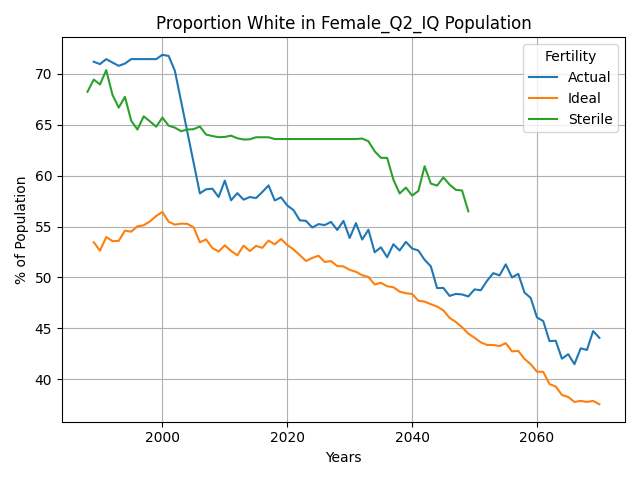 Proportion White in Female_Q2_IQ Population
Fertility
Actual
Ideal
Sterile
% of Population
70
65
60
55
50
45
40
2000
2020
2040
2060
Years